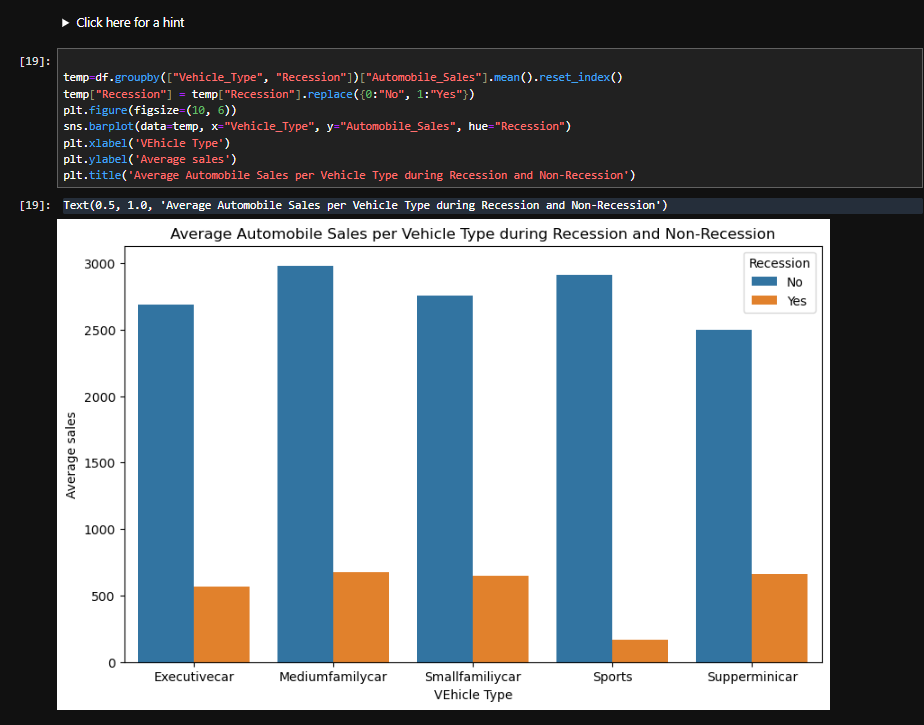 Click here for a hint
[19]:
temp=df.groupby(["Vehicle_Type", "Recession"])["Automobile_Sales"].mean().reset_index()
temp["Recession"] = temp["Recession"].replace({0:"No", 1:"Yes"})
plt.figure(figsize=(10, 6))
sns.barplot(data=temp, x="Vehicle_Type", y="Automobile_Sales", hue="Recession")
plt.xlabel('VEhicle Type')
plt.ylabel('Average sales')
plt.title('Average Automobile Sales per Vehicle Type during Recession and Non-Recession')
[19]: Text(0.5, 1.0, 'Average Automobile Sales per Vehicle Type during Recession and Non-Recession')
Average Automobile Sales per Vehicle Type during Recession and Non-Recession
Recession
No
Yes
3000
2500
2000
1500
1000
500
0
Average sales
Executivecar Mediumfamilycar Smallfamiliycar Sports Supperminicar
VEhicle Type